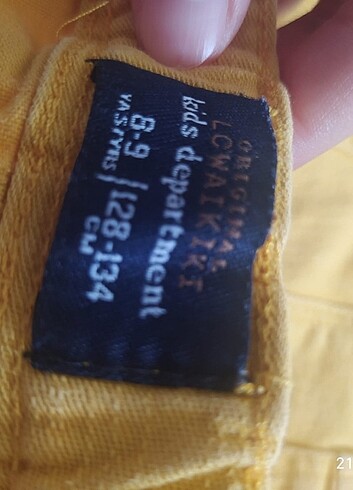 ORIGINAL
LCWAIKIKI
kids department
8-9 | 128-134
YAŞ/YRS CM
21